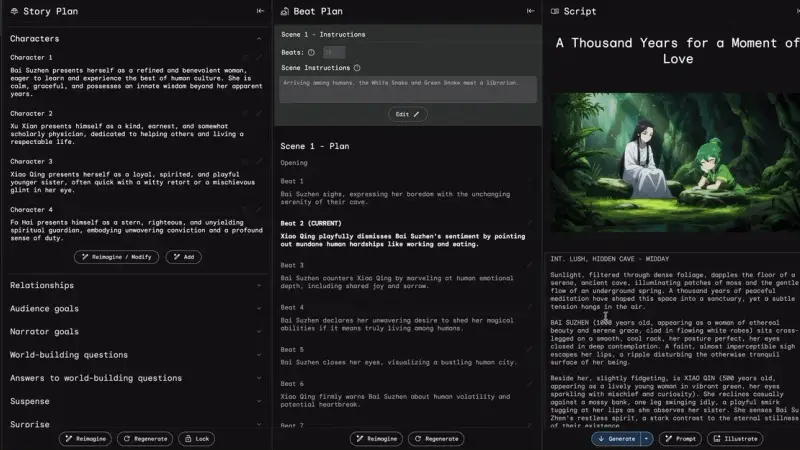 Story Plan
Characters
Character 1
Bai Suzhen presents herself as a refined and benevolent woman,
eager to learn and experience the best of human culture. She is
calm, graceful, and possesses an innate wisdom beyond her apparent
years.
Character 2
Xu Xian presents himself as a kind, earnest, and somewhat
scholarly physician, dedicated to helping others and living a
respectable life.
Character 3
Xiao Qing presents herself as a loyal, spirited, and playful
younger sister, often quick with a witty retort or a mischievous
glint in her eye.
Character 4
Fa Hai presents himself as a stern, righteous, and unyielding
spiritual guardian, embodying unwavering conviction and a profound
sense of duty.
Reimagine / Modify
Add
Relationships
Audience goals
Narrator goals
World-building questions
Answers to world-building questions
Suspense
Surprise
Reimagine
Regenerate
Lock
Beat Plan
Scene 1 - Instructions
Beats:
Scene Instructions
Arriving among humans, the White Snake and Green Snake meet a librarian.
Edit
Scene 1 - Plan
Opening
Beat 1
Bai Suzhen sighs, expressing her boredom with the unchanging
serenity of their cave.
Beat 2 (CURRENT)
Xiao Qing playfully dismisses Bai Suzhen's sentiment by pointing
out mundane human hardships like working and eating.
Beat 3
Bai Suzhen counters Xiao Qing by marveling at human emotional
depth, including shared joy and sorrow.
Beat 4
Bai Suzhen declares her unwavering desire to shed her magical
abilities if it means truly living among humans.
Beat 5
Bai Suzhen closes her eyes, visualizing a bustling human city.
Beat 6
Xiao Qing firmly warns Bai Suzhen about human volatility and
potential heartbreak.
Beat 7
Reimagine
Regenerate
Script
A Thousand Years for a Moment of
Love
INT. LUSH, HIDDEN CAVE - MIDDAY
Sunlight, filtered through dense foliage, dapples the floor of a
serene, ancient cave, illuminating patches of moss and the gentle
flow of an underground spring. A thousand years of peaceful
meditation have shaped this space into a sanctuary, yet a subtle
tension hangs in the air.
BAI SUZHEN (1000 years old, appearing as a woman of ethereal
beauty and serene grace, clad in flowing white robes) sits cross-
legged on a smooth, cool rock, her posture perfect, her eyes
closed in deep contemplation. A faint, almost imperceptible sigh
escapes her lips, a ripple disturbing the otherwise tranquil
surface of her being.
Beside her, slightly fidgeting, is XIAO QIN (500 years old,
appearing as a lively young woman in vibrant green, her eyes
sparkling with mischief and curiosity). She reclines casually
against a mossy bank, one leg swinging idly, a playful smirk
tugging at her lips as she observes her sister. She senses Bai Su
Zhen's restless spirit, a stark contrast to the eternal stillness
of their existence.
Generate
Prompt
Illustrate